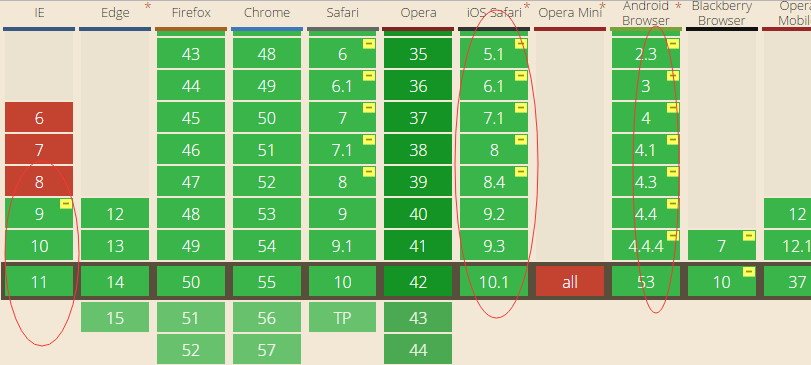 IE Edge * Firefox Chrome Safari Opera iOS Safari * Opera Mini * Android Browser * Blackberry Browser Opera Mobil
43 48 6 35 5.1 2.3
44 49 6.1 36 6.1 3
6 45 50 7 37 7.1 4
7 46 51 7.1 38 8 4.1
8 47 52 8 39 8.4 4.3
9 12 48 53 9 40 9.2 4.4 12
10 13 49 54 9.1 41 9.3 4.4.4 7 12.1
11 14 50 55 10 42 10.1 all 53 10 37
15 51 56 TP 43
52 57 44